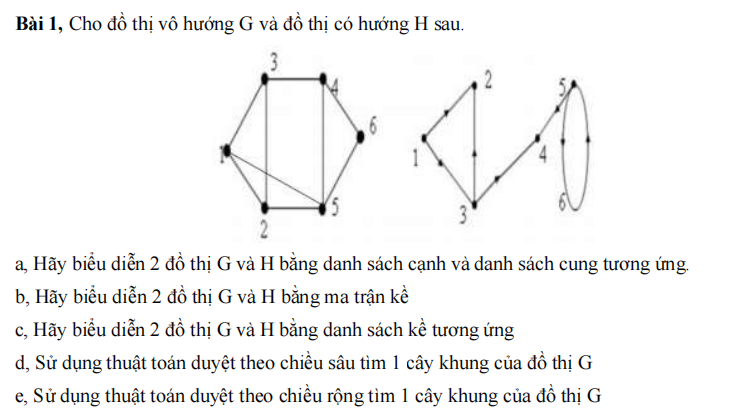 Bài 1, Cho đồ thị vô hướng G và đồ thị có hướng H sau.
3
4
6
1
2
5
2
5
1
4
3
6
a, Hãy biểu diễn 2 đồ thị G và H bằng danh sách cạnh và danh sách cung tương ứng.
b, Hãy biểu diễn 2 đồ thị G và H bằng ma trận kề
c, Hãy biểu diễn 2 đồ thị G và H bằng danh sách kề tương ứng
d, Sử dụng thuật toán duyệt theo chiều sâu tìm 1 cây khung của đồ thị G
e, Sử dụng thuật toán duyệt theo chiều rộng tìm 1 cây khung của đồ thị G